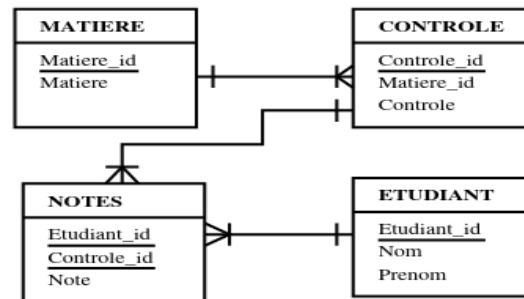 MATIERE
Matiere_id
Matiere
CONTROLE
Controle_id
Matiere_id
Controle
NOTES
Etudiant_id
Controle_id
Note
ETUDIANT
Etudiant_id
Nom
Prenom